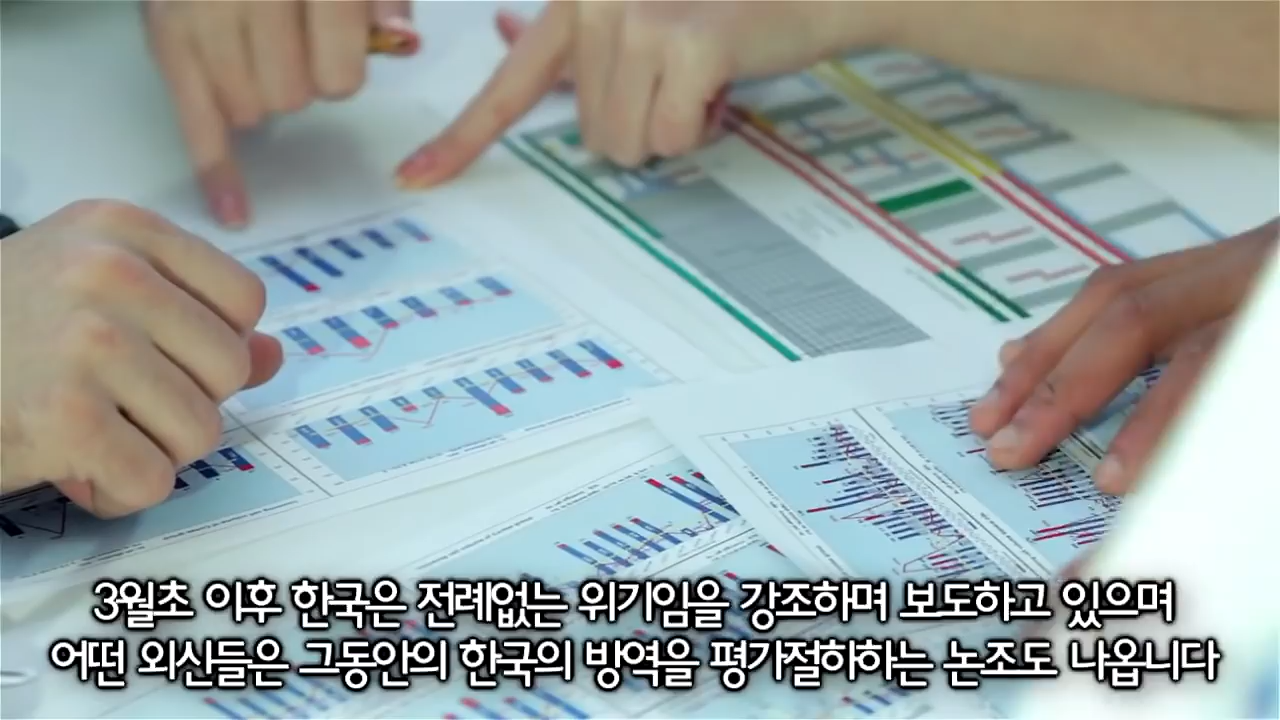 3월초 이후 한국은 전례없는 위기임을 강조하며 보도하고 있으며
어떤 외신들은 그동안의 한국의 방역을 평가절하하는 논조도 나옵니다